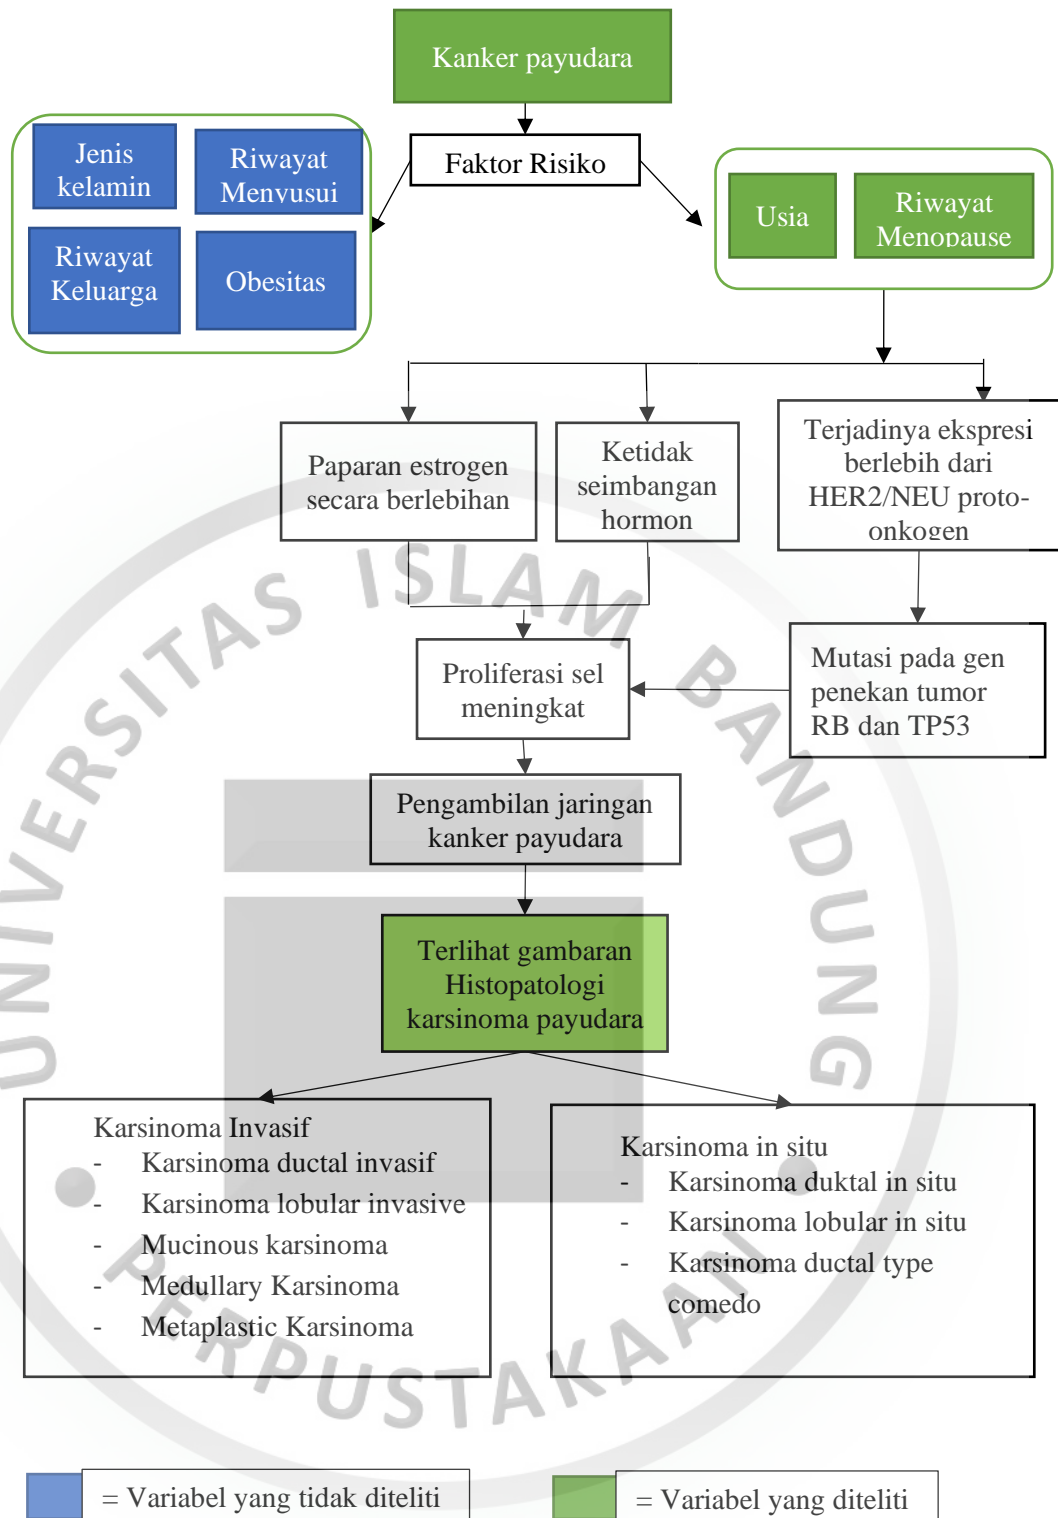 Kanker payudara
Faktor Risiko
Jenis
kelamin
Riwayat
Menyusui
Riwayat
Keluarga
Obesitas
Usia
Riwayat
Menopause
Paparan estrogen
secara berlebihan
Ketidak
seimbangan
hormon
Terjadinya ekspresi
berlebih dari
HER2/NEU proto-
onkogen
Proliferasi sel
meningkat
Mutasi pada gen
penekan tumor
RB dan TP53
Pengambilan jaringan
kanker payudara
Terlihat gambaran
Histopatologi
karsinoma payudara
Karsinoma Invasif
- Karsinoma ductal invasif
- Karsinoma lobular invasive
- Mucinous karsinoma
- Medullary Karsinoma
- Metaplastic Karsinoma
Karsinoma in situ
- Karsinoma duktal in situ
- Karsinoma lobular in situ
- Karsinoma ductal type
comedo
= Variabel yang tidak diteliti
= Variabel yang diteliti
UNIVERSITAS ISLAM BANDUNG
PERPUSTAKAAN